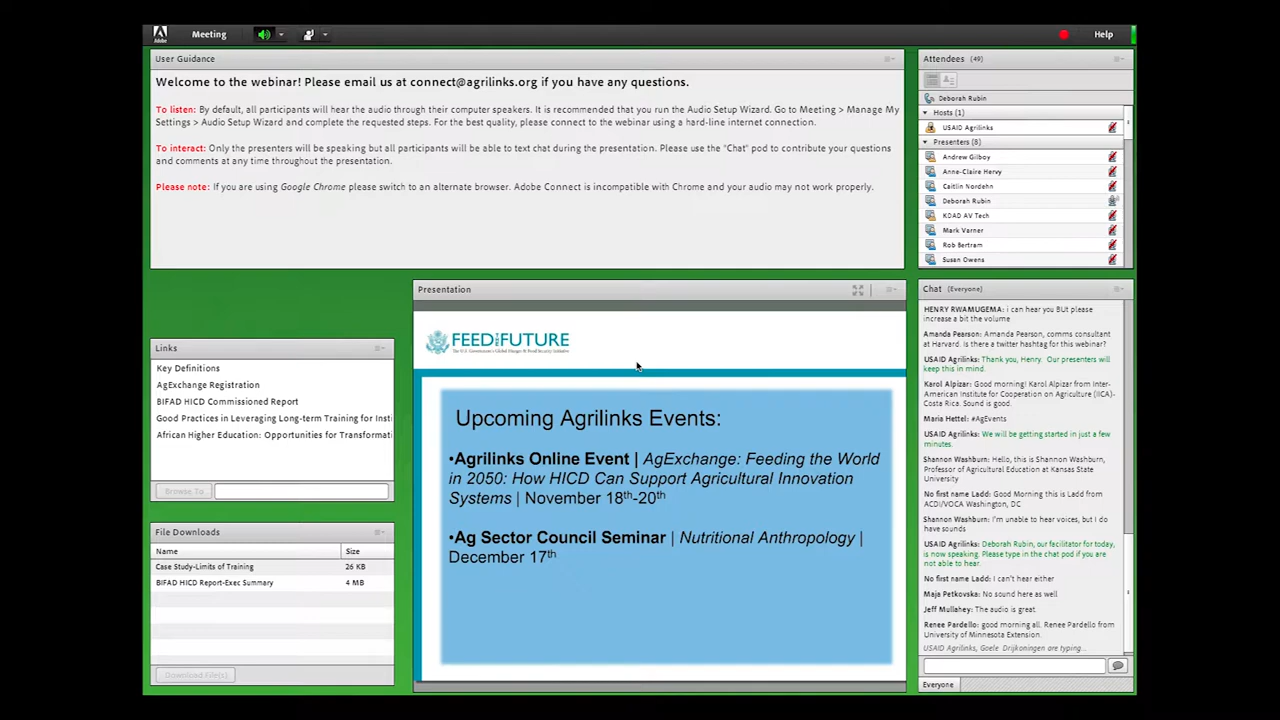 Adobe
Meeting
Help
User Guidance
Welcome to the webinar! Please email us at connect@agrilinks.org if you have any questions.
To listen: By default all participants will hear the audio through their computer speakers. It is recommended that you run the Audio Setup Wizard. Go to Meeting > Manage My
Settings > Audio Setup Wizard and complete the requested steps. For the best quality, please connect to the webinar using a hard-line internet connection.
To interact: Only the presenters will be speaking but all participants will be able to text chat during the presentation. Please use the "Chat" pod to contribute your questions
and comments at any time throughout the presentation.
Please note: If you are using Google Chrome please switch to an alternate browser. Adobe Connect is incompatible with Chrome and your audio may not work properly.
Attendees (49)
Deborah Rubin
Hosts (1)
USAID Agrilinks
Presenters (8)
Andrew Gilboy
Anne-Claire Hervy
Caitlin Nordehn
Deborah Rubin
KDAD AV Tech
Mark Varner
Rob Bertram
Susan Owens
Links
Key Definitions
AgExchange Registration
BIFAD HICD Commissioned Report
Good Practices in Leveraging Long-term Training for Insti
African Higher Education: Opportunities for Transformati
Browse To
File Downloads
Name Size
Case Study-Limits of Training 26 KB
BIFAD HICD Report-Exec Summary 4 MB
Download File(s)
Presentation
FEED THE FUTURE
The U.S. Government's Global Hunger & Food Security Initiative
Upcoming Agrilinks Events:
•Agrilinks Online Event | AgExchange: Feeding the World
in 2050: How HICD Can Support Agricultural Innovation
Systems | November 18th-20th
•Ag Sector Council Seminar | Nutritional Anthropology |
December 17th
Chat (Everyone)
HENRY RWAMUGEMA: i can hear you BUt please
increase a bit the volume
Amanda Pearson: Amanda Pearson, comms consultant
at Harvard. Is there a twitter hashtag for this webinar?
USAID Agrilinks: Thank you, Henry. Our presenters will
keep this in mind.
Karol Alpizar: Good morning! Karol Alpizar from Inter-
American Institute for Cooperation on Agriculture (IICA)-
Costa Rica. Sound is good.
Maria Hettel: #AgEvents
USAID Agrilinks: We will be getting started in just a few
minutes.
Shannon Washburn: Hello, this is Shannon Washburn,
Professor of Agricultural Education at Kansas State
University
No first name Ladd: Good Morning this is Ladd from
ACDI/VOCA Washington, DC
Shannon Washburn: I'm unable to hear voices, but I do
have sounds
USAID Agrilinks: Deborah Rubin, our facilitator for today,
is now speaking. Please type in the chat pod if you are
not able to hear.
No first name Ladd: I can't hear either
Maja Petkovska: No sound here as well
Jeff Mullahey: The audio is great.
Renee Pardello: good morning all. Renee Pardello from
University of Minnesota Extension.
USAID Agrilinks, Goele Drijkoningen are typing...
Everyone